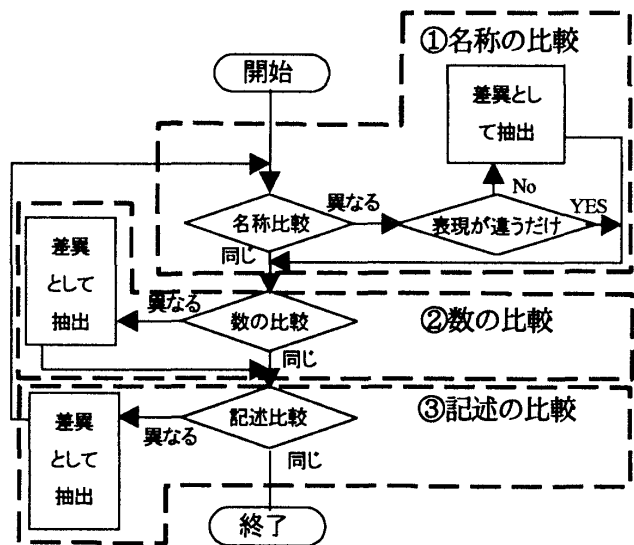 ①名称の比較
開始
差異とし
て抽出
No
YES
名称比較
異なる
表現が違うだけ
同じ
差異
として
抽出
異なる
数の比較
②数の比較
同じ
差異
として
抽出
異なる
記述比較
③記述の比較
同じ
終了